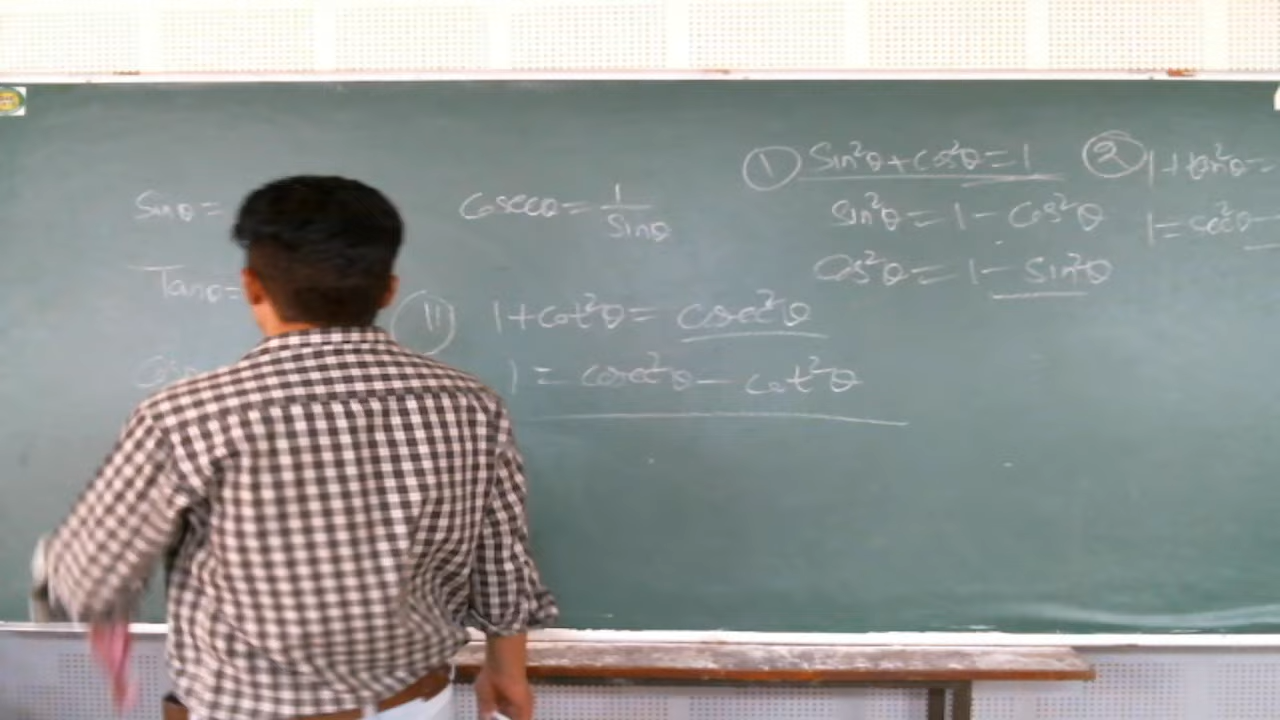 Sinθ =
Tanθ =
Cosecθ = 1/Sinθ
① Sin²θ + Cos²θ = 1
Sin²θ = 1 - Cos²θ
Cos²θ = 1 - Sin²θ
② 1 + tan²θ =
1 = sec²θ -
⑪ 1 + cot²θ = cosec²θ
1 = cosec²θ - cot²θ